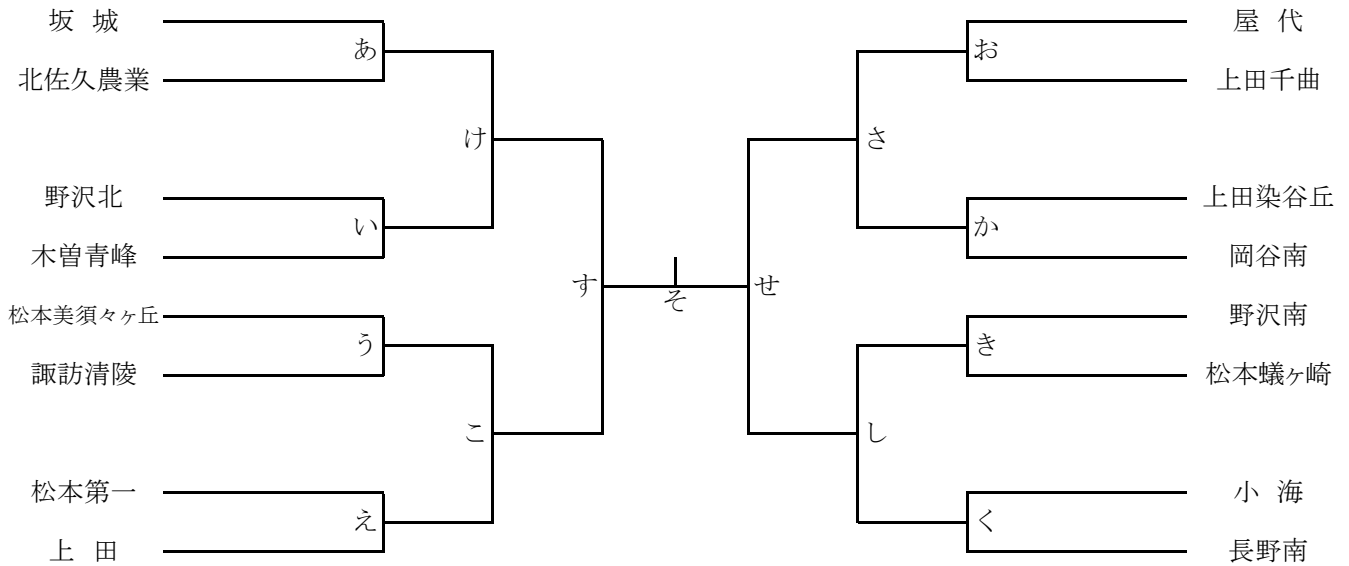 坂 城
あ
北佐久農業
け
野沢北
い
木曽青峰
す
松本美須々ヶ丘
う
諏訪清陵
こ
松本第一
え
上 田
そ
屋 代
お
上田千曲
さ
上田染谷丘
か
岡谷南
せ
野沢南
き
松本蟻ヶ崎
し
小 海
く
長野南